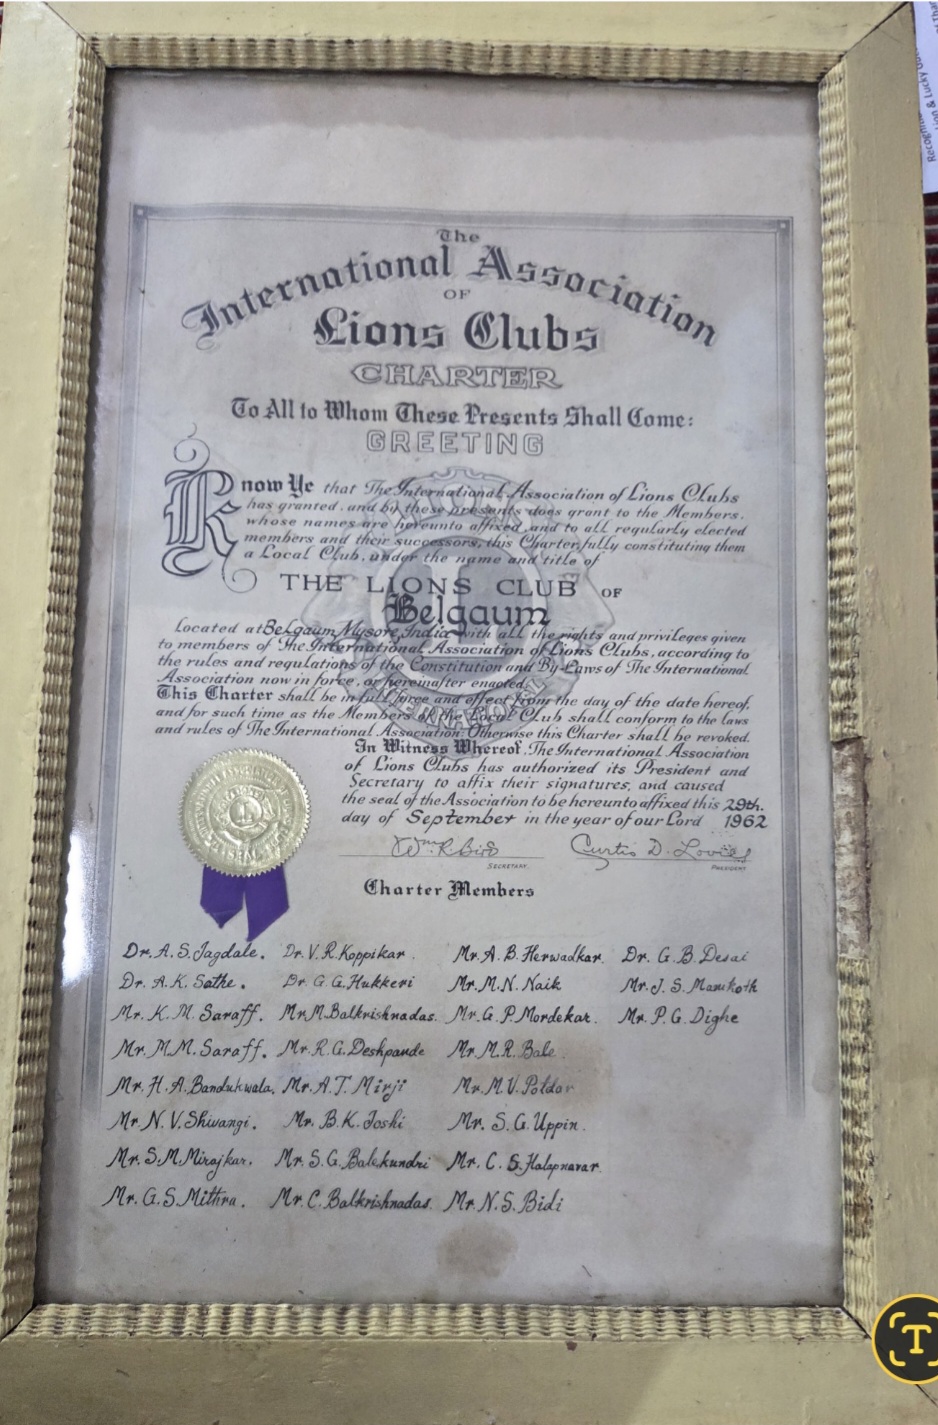 The
International Association
OF
Lions Clubs
CHARTER
To All to Whom These Presents Shall Come:
GREETING
Know Ye that The International Association of Lions Clubs
has granted, and by these presents does grant to the Members,
whose names are hereunto affixed, and to all regularly elected
members and their successors, this Charter, fully constituting them
a Local Club, under the name and title of
THE LIONS CLUB OF
Belgaum
Located at Belgaum, Mysore, India with all the rights and privileges given
to members of The International Association of Lions Clubs, according to
the rules and regulations of the Constitution and By-Laws of The International
Association now in force, or hereinafter enacted.
This Charter shall be in full force and effect from the day of the date hereof,
and for such time as the Members of the Local Club shall conform to the laws
and rules of The International Association: Otherwise this Charter shall be revoked.
In Witness Whereof, The International Association
of Lions Clubs has authorized its President and
Secretary to affix their signatures, and caused
the seal of the Association to be hereunto affixed this 29th.
day of September in the year of our Lord 1962
Wm R Bird Curtis D. Lovill
SECRETARY PRESIDENT
Charter Members
Dr. A. S. Jagdale. Dr. V. R. Koppikar. Mr. A. B. Herwadkar. Dr. G. B. Desai
Dr. A. K. Sathe. Dr. G. G. Hukkeri Mr. M. N. Naik Mr. J. S.
Mr. K. M. Saraff. Mr. M. Balkrishnadas. Mr. G. P. Mordekar. Mr. P. G. Dighe
Mr. M. M. Saraff. Mr. R. G. Deshpande Mr. M. R. Bale.
Mr. H. A. Bandukwala. Mr. A. T. Mirji Mr. M. V. Potdar
Mr. N. V. Shivangi. Mr. B. K. Joshi Mr. S. G. Uppin.
Mr. S. M. Mirajkar. Mr. S. G. Balekundri Mr. C. S. Halapnavar.
Mr. G. S. Mithra. Mr. C. Balkrishnadas. Mr. N. S. Bidi